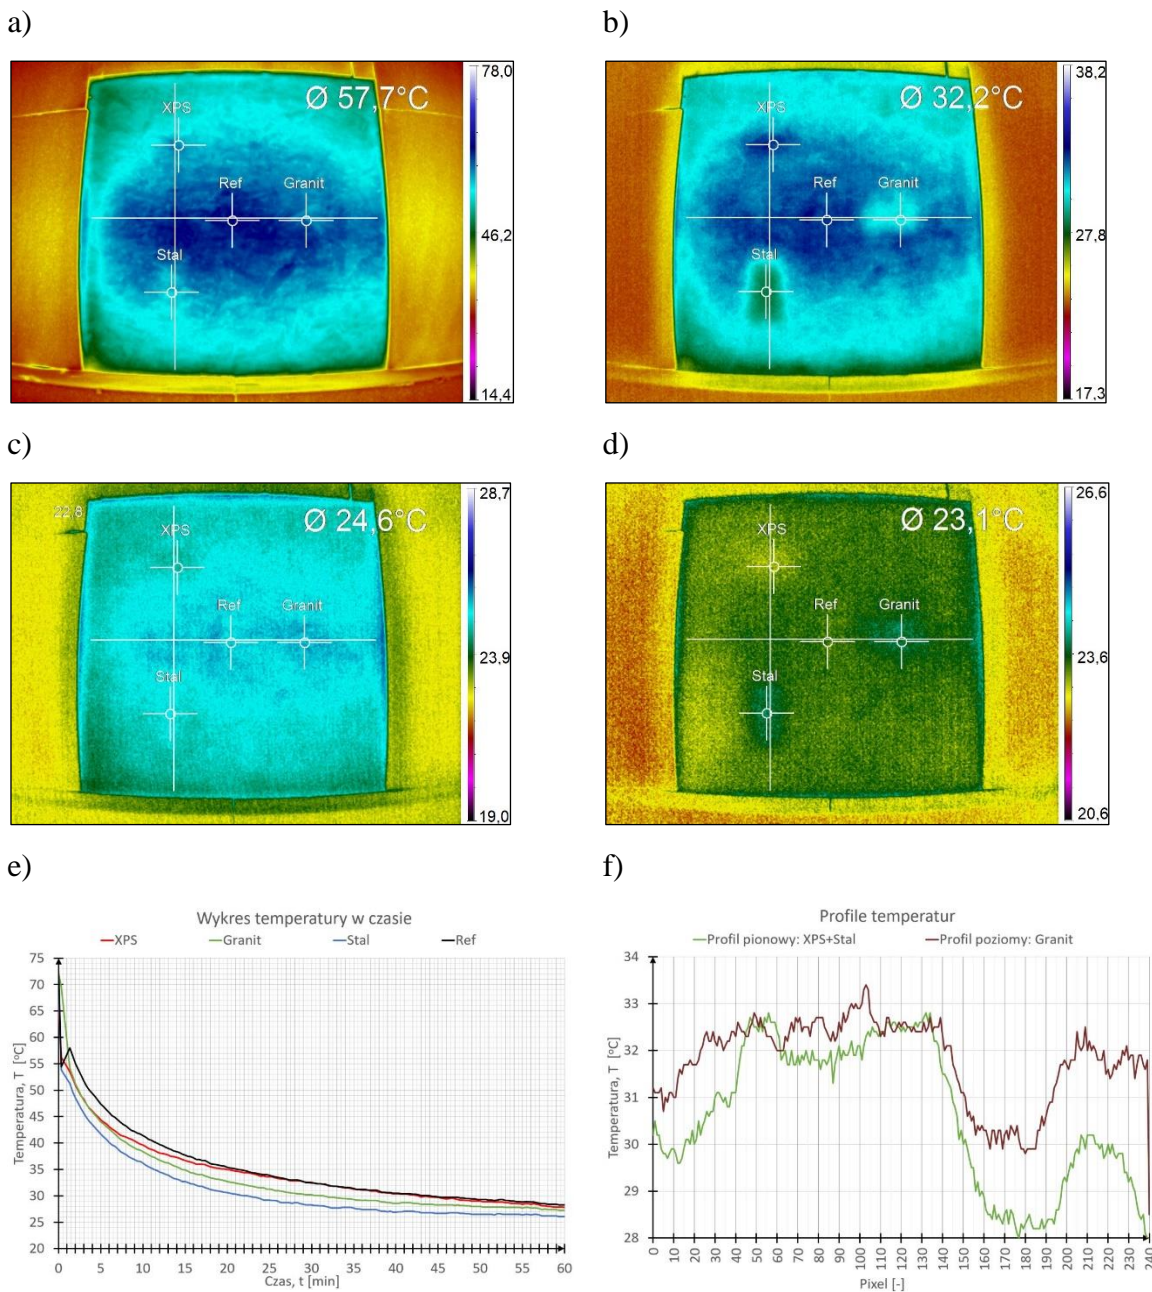 a)
b)
78,0
Ø 57,7°C
XPS
Ref
Granit
46,2
Stal
14,4
38,2
Ø 32,2°C
XPS
Ref
Granit
27,8
Stal
17,3
c)
d)
28,7
22,8
Ø 24,6°C
XPS
Ref
Granit
23,9
Stal
19,0
26,6
Ø 23,1°C
XPS
Ref
Granit
23,6
Stal
20,6
e)
f)
Wykres temperatury w czasie
XPS Granit Stal Ref
75
70
65
60
55
50
45
40
35
30
25
20
Temperatura, T [°C]
0 5 10 15 20 25 30 35 40 45 50 55 60
Czas, t [min]
Profile temperatur
Profil pionowy: XPS+Stal Profil poziomy: Granit
34
33
32
31
30
29
28
Temperatura, T [°C]
0 10 20 30 40 50 60 70 80 90 100 110 120 130 140 150 160 170 180 190 200 210 220 230 240
Pixel [-]